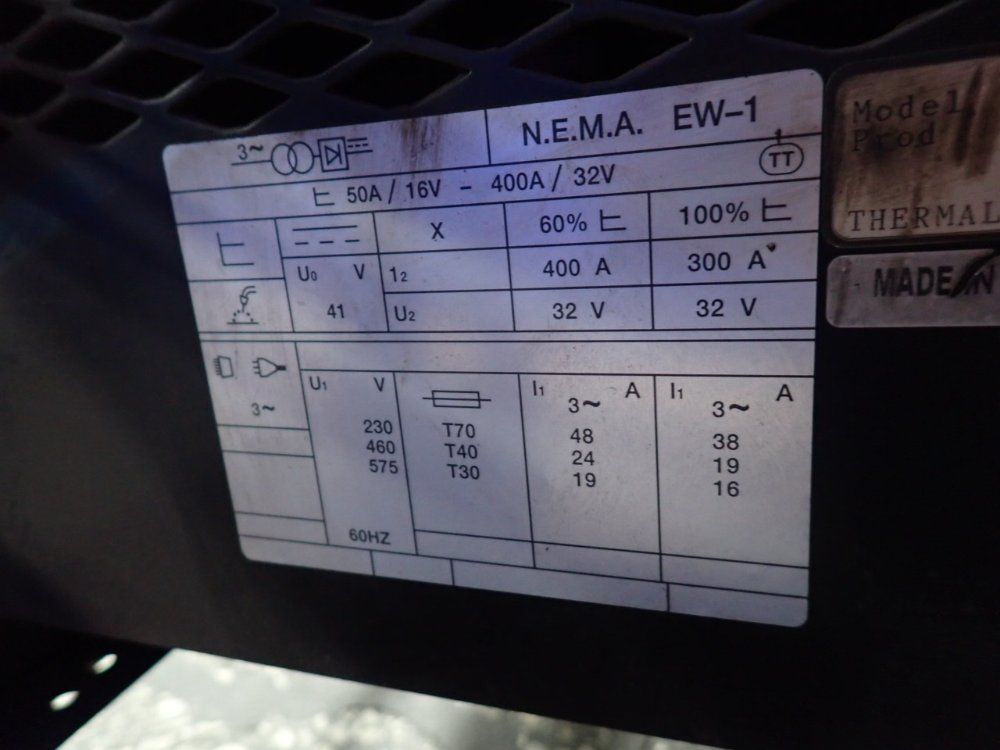 3~ N.E.M.A. EW-1
TT
50A / 16V - 400A / 32V
X 60% 100%
U0 V I2 400 A 300 A
41 U2 32 V 32 V
3~
U1 V I1 A I1 A
3~ 3~
230 T70 48 38
460 T40 24 19
575 T30 19 16
60HZ
Model
Prod
THERMAL
MADE IN